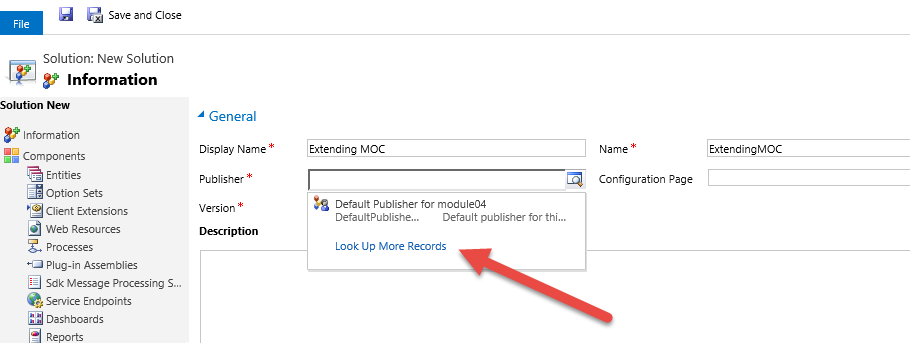 File
Save and Close
Solution: New Solution
Information
Solution New
Information
Components
Entities
Option Sets
Client Extensions
Web Resources
Processes
Plug-in Assemblies
Sdk Message Processing S...
Service Endpoints
Dashboards
Reports
General
Display Name * Extending MOC Name * ExtendingMOC
Publisher * Configuration Page
Default Publisher for module04
DefaultPublishe... Default publisher for thi...
Look Up More Records
Version *
Description